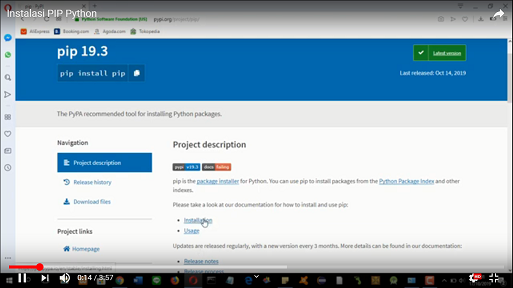 Instalasi PIP Python
Python Software Foundation (US)
pypi.org/project/pip/
AliExpress
Booking.com
Agoda.com
Tokopedia
pip 19.3
pip install pip
Latest version
Last released: Oct 14, 2019
The PyPA recommended tool for installing Python packages.
Navigation
Project description
Release history
Download files
Project links
Homepage
Project description
pypi v19.3 docs failing
pip is the package installer for Python. You can use pip to install packages from the Python Package Index and other
indexes.
Please take a look at our documentation for how to install and use pip:
Installation
Usage
Updates are released regularly, with a new version every 3 months. More details can be found in our documentation:
Release notes
Release process
0:14 / 3:57
HD